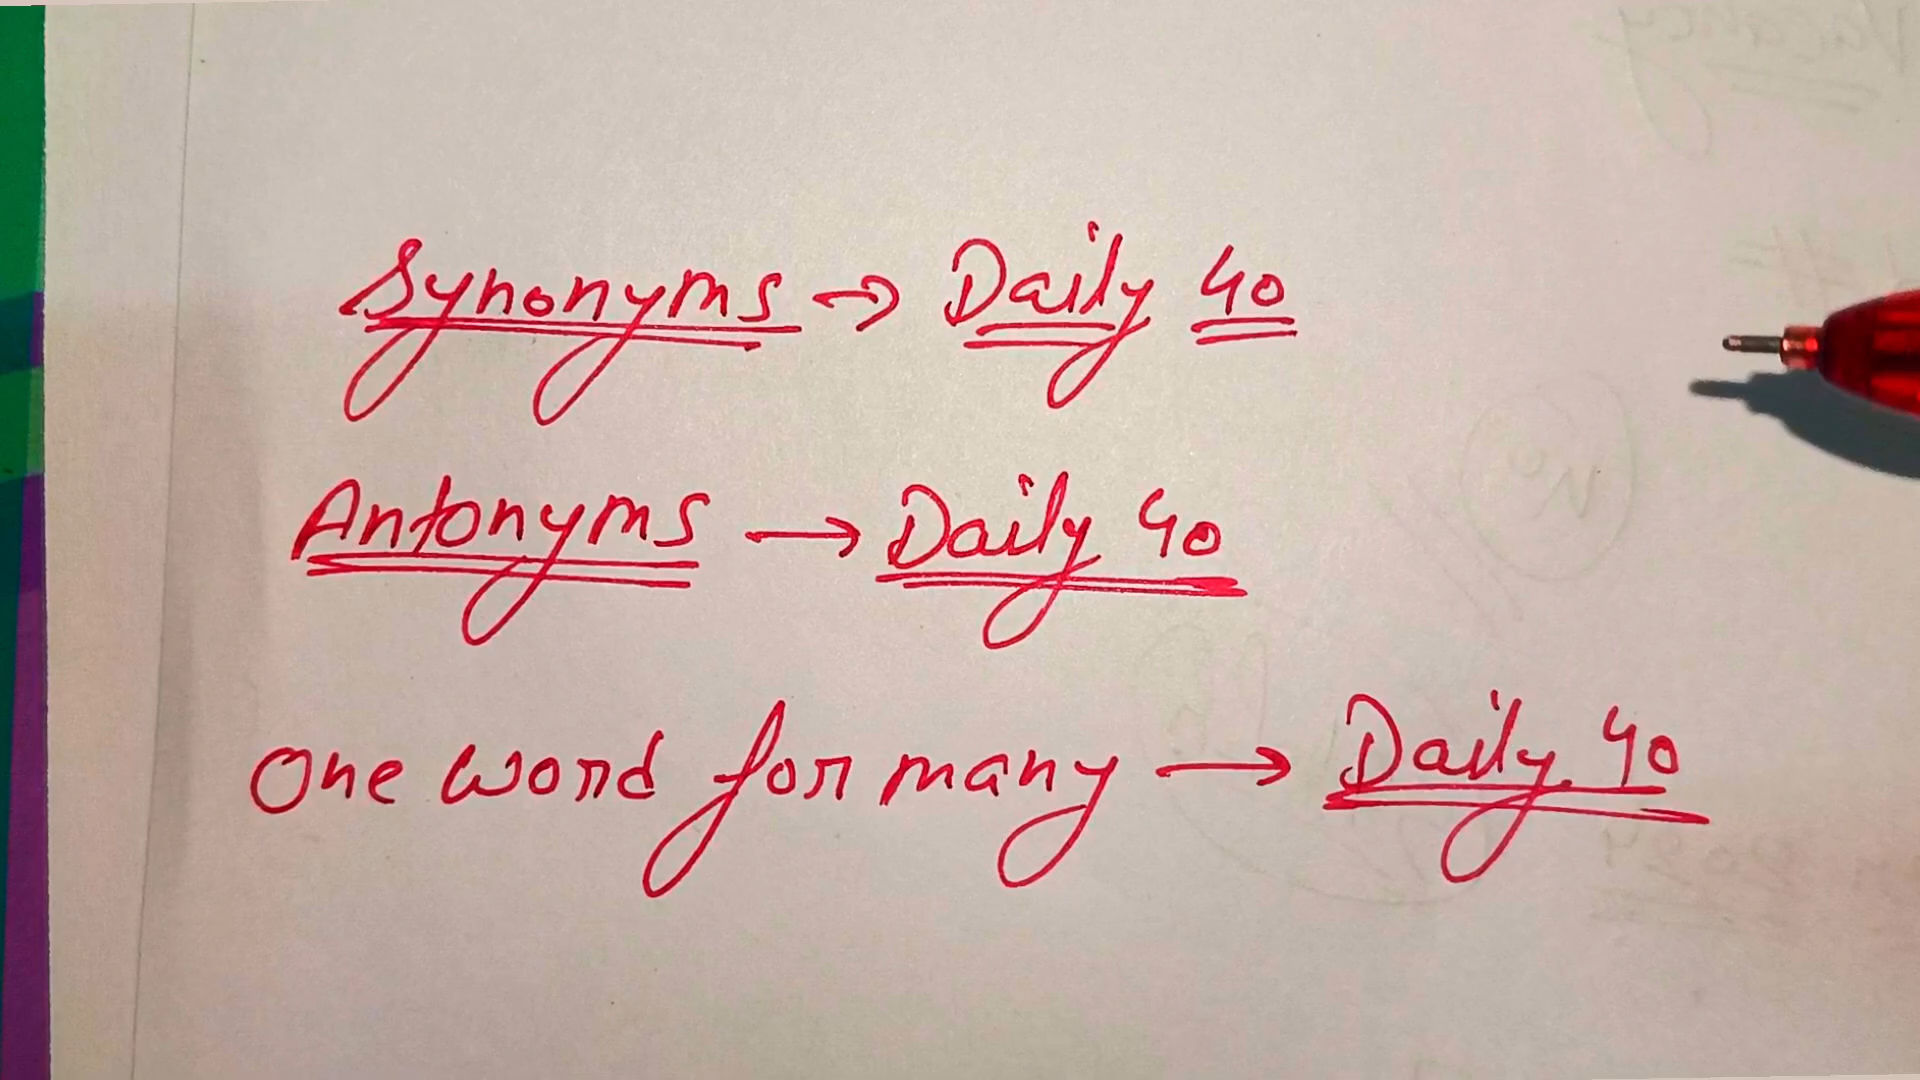 Synonyms → Daily 40
Antonyms → Daily 40
One word for many → Daily 40